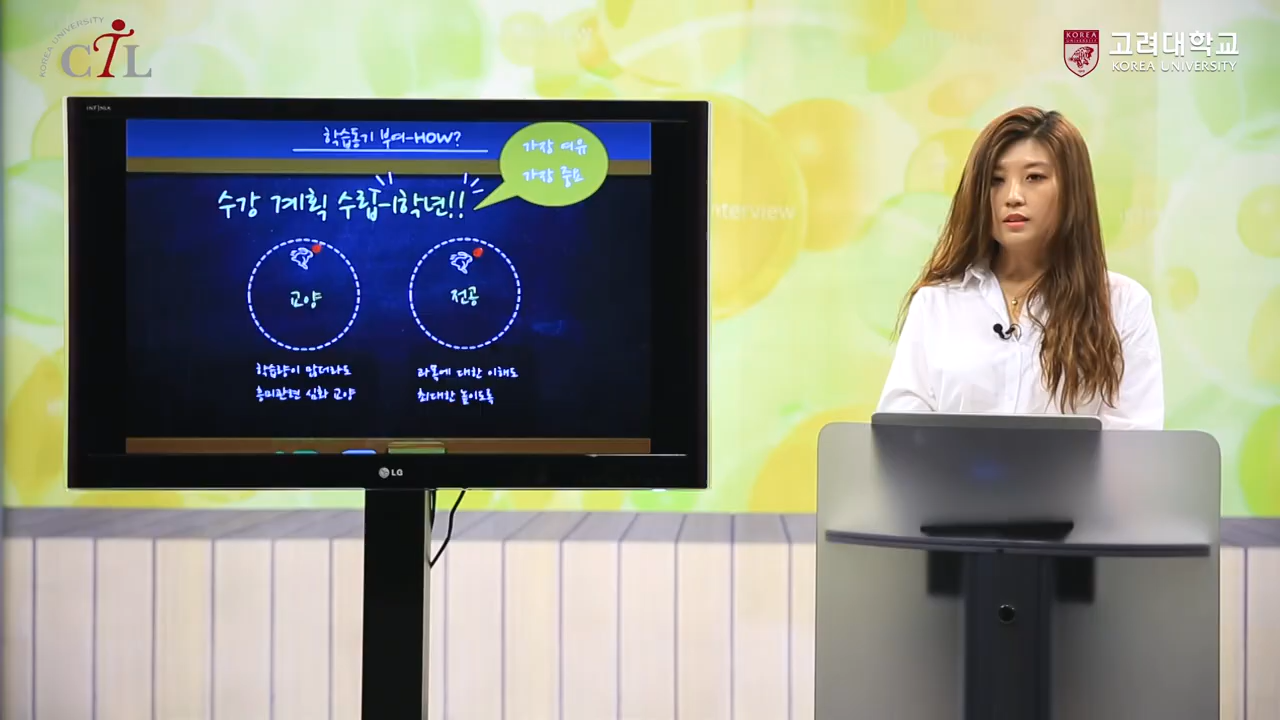 KOREA UNIVERSITY
CTL
KOREA
고려대학교
KOREA UNIVERSITY
INFINIA
학습동기 부여-HOW?
가장 여유
가장 중요
수강 계획 수립-1학년!!
교양
전공
학습량이 많더라도
흥미관련 심화 교양
과목에 대한 이해도
최대한 높이도록
LG
interview